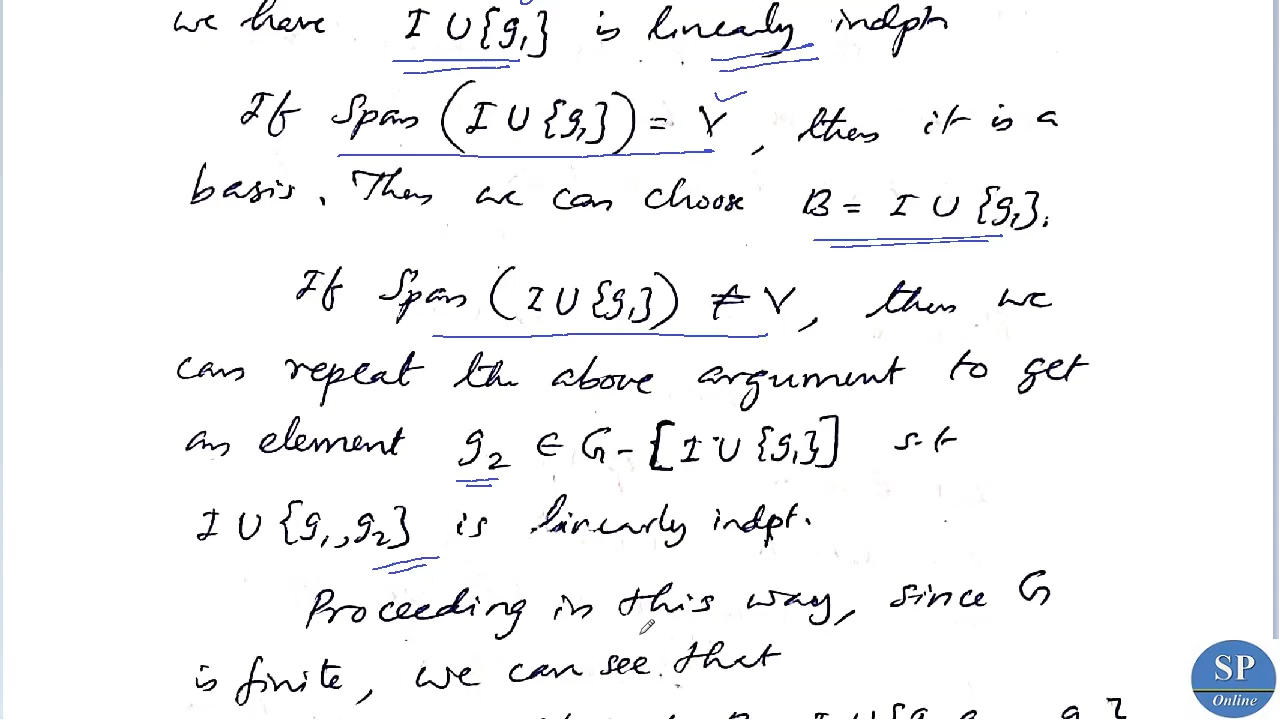 we have I ∪ {g₁} is linearly indpt
If Span (I ∪ {g₁}) = V, then it is a
basis. Then we can choose B = I ∪ {g₁}.
If Span (I ∪ {g₁}) ≠ V, then we
can repeat the above argument to get
an element g₂ ∈ G - [I ∪ {g₁}] s.t
I ∪ {g₁, g₂} is linearly indpt.
Proceeding in this way, since G
is finite, we can see that
B = I ∪ {g
SP
Online